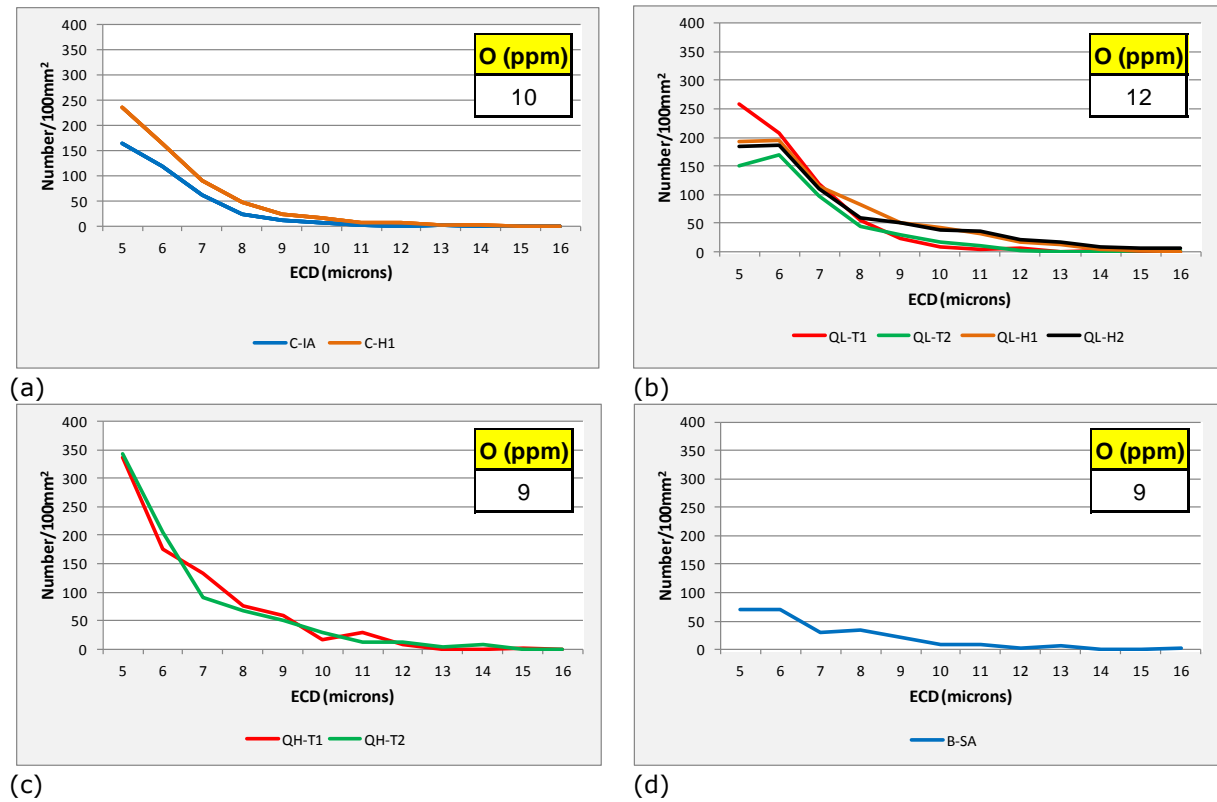 400
350
300
250
200
150
100
50
0
Number/100mm²
O (ppm)
10
5 6 7 8 9 10 11 12 13 14 15 16
ECD (microns)
C-IA C-H1
(a)
400
350
300
250
200
150
100
50
0
Number/100mm²
O (ppm)
12
5 6 7 8 9 10 11 12 13 14 15 16
ECD (microns)
QL-T1 QL-T2 QL-H1 QL-H2
(b)
400
350
300
250
200
150
100
50
0
Number/100mm²
O (ppm)
9
5 6 7 8 9 10 11 12 13 14 15 16
ECD (microns)
QH-T1 QH-T2
(c)
400
350
300
250
200
150
100
50
0
Number/100mm²
O (ppm)
9
5 6 7 8 9 10 11 12 13 14 15 16
ECD (microns)
B-SA
(d)